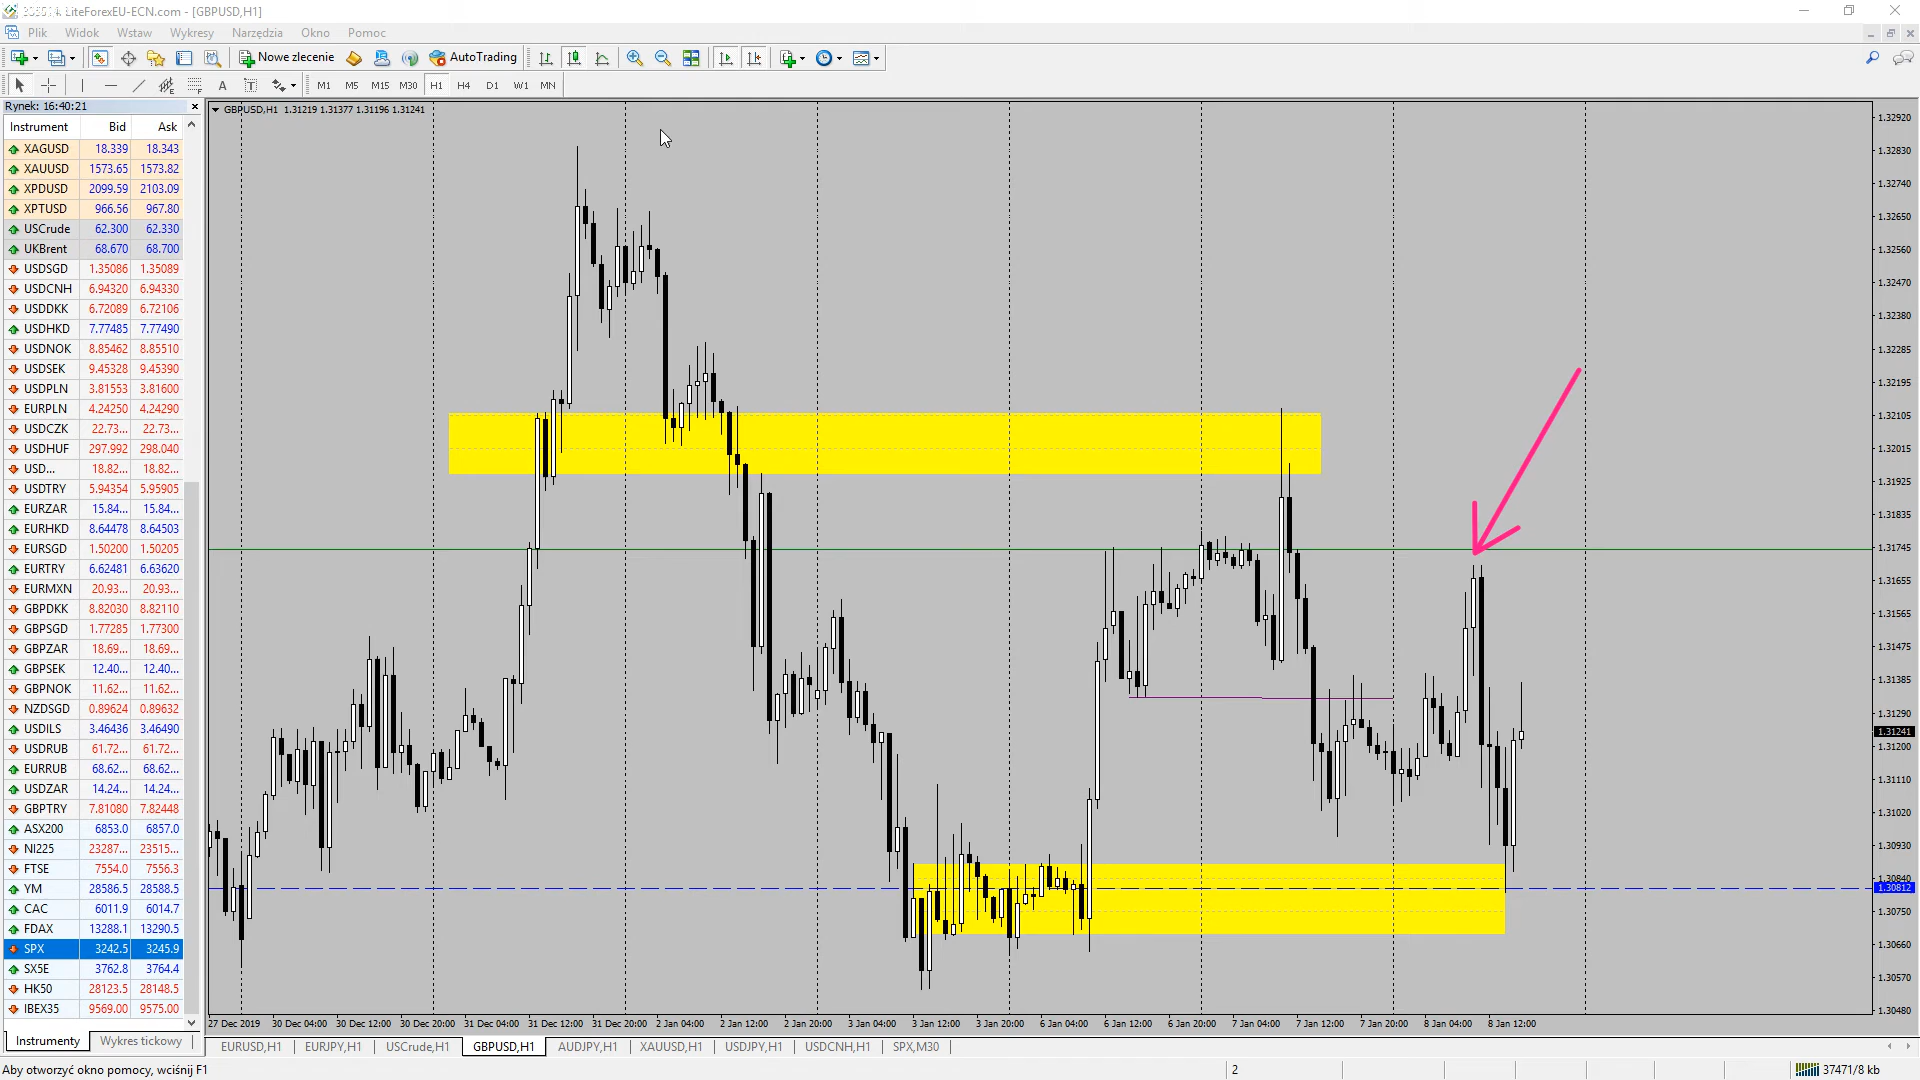 LiteForexEU-ECN.com - [GBPUSD,H1]
Plik Widok Wstaw Wykresy Narzędzia Okno Pomoc
Nowe zlecenie AutoTrading
A T M1 M5 M15 M30 H1 H4 D1 W1 MN
Rynek: 16:40:21
Instrument Bid Ask
XAGUSD 18.339 18.343
XAUUSD 1573.65 1573.82
XPDUSD 2099.59 2103.09
XPTUSD 966.56 967.80
USCrude 62.300 62.330
UKBrent 68.670 68.700
USDSGD 1.35086 1.35089
USDCNH 6.94320 6.94330
USDDKK 6.72089 6.72106
USDHKD 7.77485 7.77490
USDNOK 8.85462 8.85510
USDSEK 9.45328 9.45390
USDPLN 3.81553 3.81600
EURPLN 4.24250 4.24290
USDCZK 22.73... 22.73...
USDHUF 297.992 298.040
USD... 18.82... 18.82...
USDTRY 5.94354 5.95905
EURZAR 15.84... 15.84...
EURHKD 8.64478 8.64503
EURSGD 1.50200 1.50205
EURTRY 6.62481 6.63620
EURMXN 20.93... 20.93...
GBPDKK 8.82030 8.82110
GBPSGD 1.77285 1.77300
GBPZAR 18.69... 18.69...
GBPSEK 12.40... 12.40...
GBPNOK 11.62... 11.62...
NZDSGD 0.89624 0.89632
USDILS 3.46436 3.46490
USDRUB 61.72... 61.72...
EURRUB 68.62... 68.62...
USDZAR 14.24... 14.24...
GBPTRY 7.81080 7.82448
ASX200 6853.0 6857.0
NI225 23287... 23515...
FTSE 7554.0 7556.3
YM 28586.5 28588.5
CAC 6011.9 6014.7
FDAX 13288.1 13290.5
SPX 3242.5 3245.9
SX5E 3762.8 3764.4
HK50 28123.5 28148.5
IBEX35 9569.00 9575.00
Instrumenty Wykres tickowy
GBPUSD,H1 1.31219 1.31377 1.31196 1.31241
1.32920
1.32830
1.32740
1.32650
1.32560
1.32470
1.32380
1.32285
1.32195
1.32105
1.32015
1.31925
1.31835
1.31745
1.31655
1.31565
1.31475
1.31385
1.31290
1.31241
1.31200
1.31110
1.31020
1.30930
1.30840
1.30812
1.30750
1.30660
1.30570
1.30480
27 Dec 2019 30 Dec 04:00 30 Dec 12:00 30 Dec 20:00 31 Dec 04:00 31 Dec 12:00 31 Dec 20:00 2 Jan 04:00 2 Jan 12:00 2 Jan 20:00 3 Jan 04:00 3 Jan 12:00 3 Jan 20:00 6 Jan 04:00 6 Jan 12:00 6 Jan 20:00 7 Jan 04:00 7 Jan 12:00 7 Jan 20:00 8 Jan 04:00 8 Jan 12:00
EURUSD,H1 EURJPY,H1 USCrude,H1 GBPUSD,H1 AUDJPY,H1 XAUUSD,H1 USDJPY,H1 USDCNH,H1 SPX,M30
Aby otworzyć okno pomocy, wciśnij F1 2 37471/8 kb